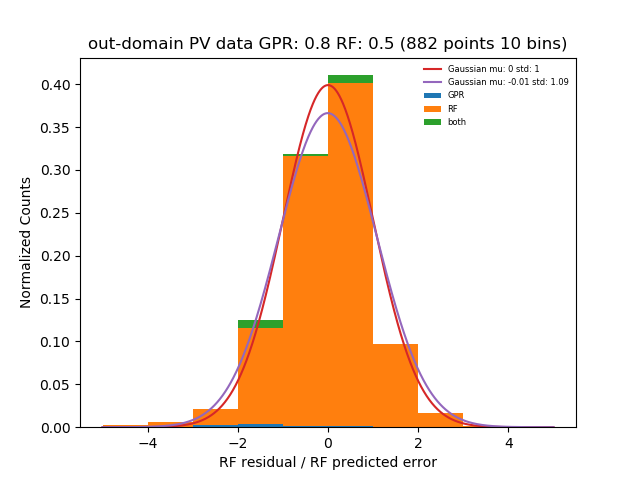 out-domain PV data GPR: 0.8 RF: 0.5 (882 points 10 bins)
Gaussian mu: 0 std: 1
Gaussian mu: -0.01 std: 1.09
GPR
RF
both
Normalized Counts
0.40
0.35
0.30
0.25
0.20
0.15
0.10
0.05
0.00
−4 −2 0 2 4
RF residual / RF predicted error